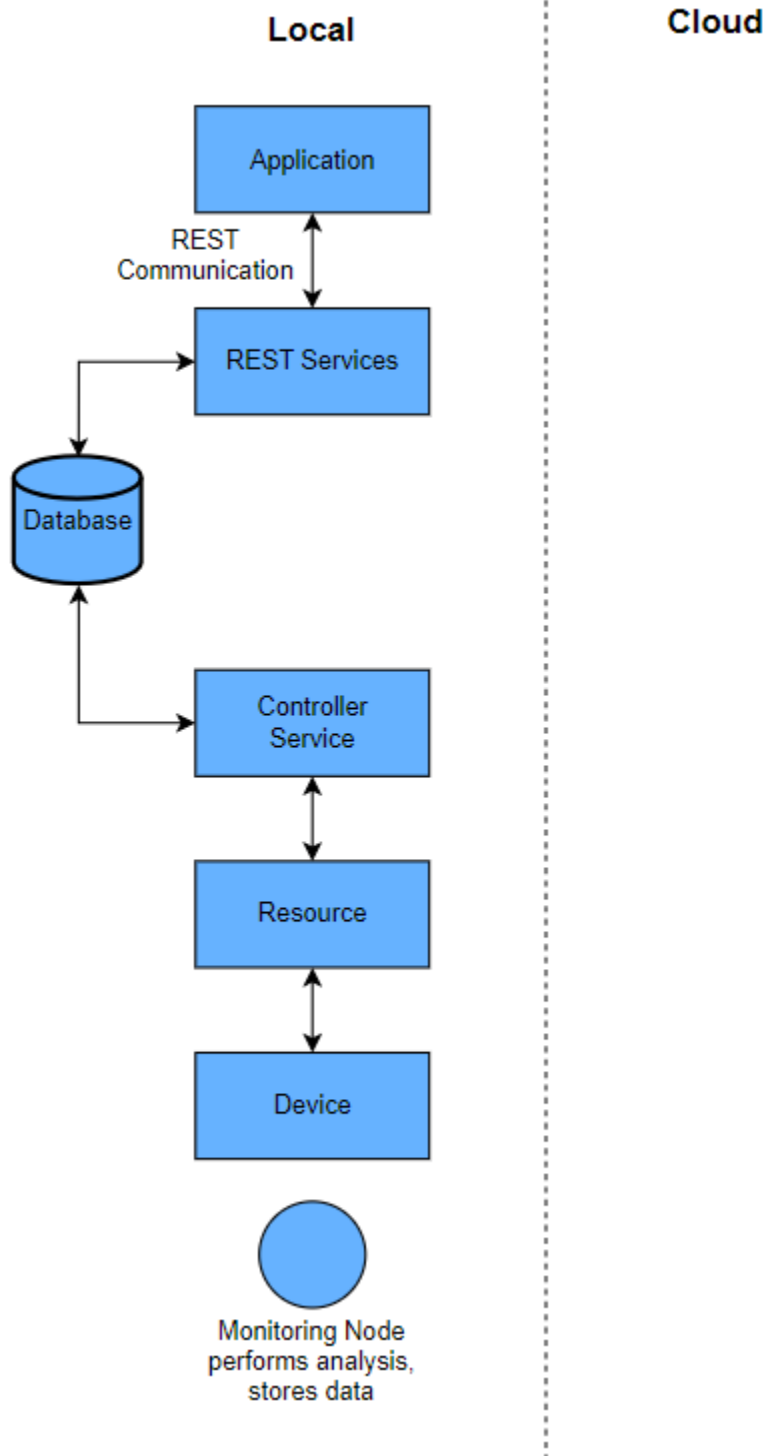 Local
Cloud
Application
REST
Communication
REST Services
Database
Controller
Service
Resource
Device
Monitoring Node
performs analysis,
stores data